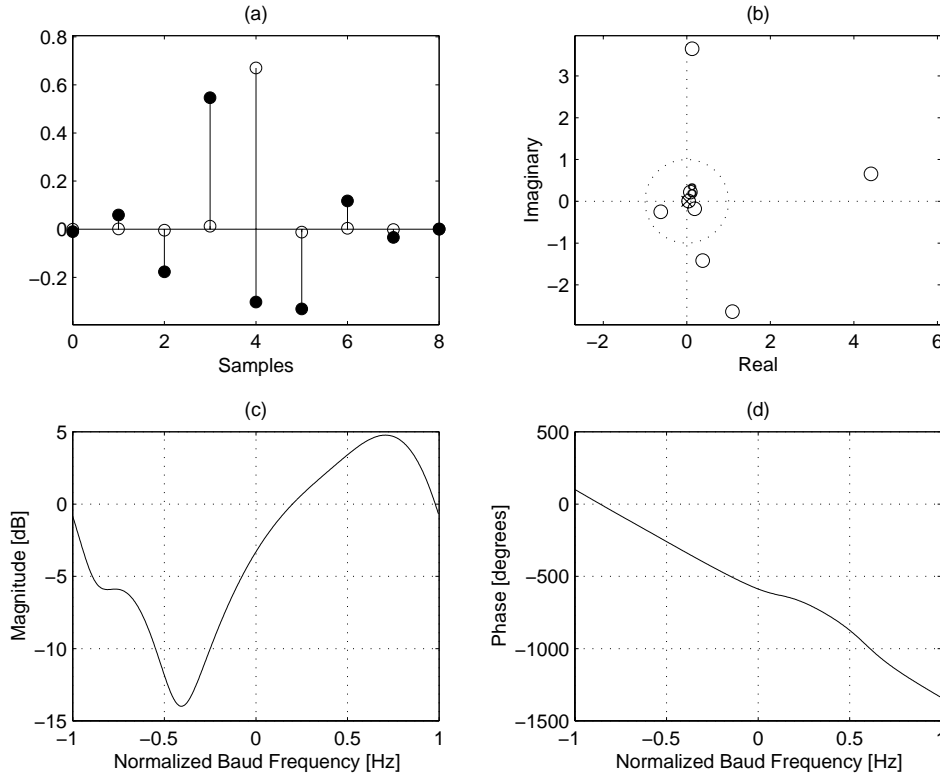 (a)
0.8
0.6
0.4
0.2
0
−0.2
0 2 4 6 8
Samples
(b)
3
2
1
0
−1
−2
−2 0 2 4 6
Imaginary
Real
(c)
5
0
−5
−10
−15
−1 −0.5 0 0.5 1
Magnitude [dB]
Normalized Baud Frequency [Hz]
(d)
500
0
−500
−1000
−1500
−1 −0.5 0 0.5 1
Phase [degrees]
Normalized Baud Frequency [Hz]